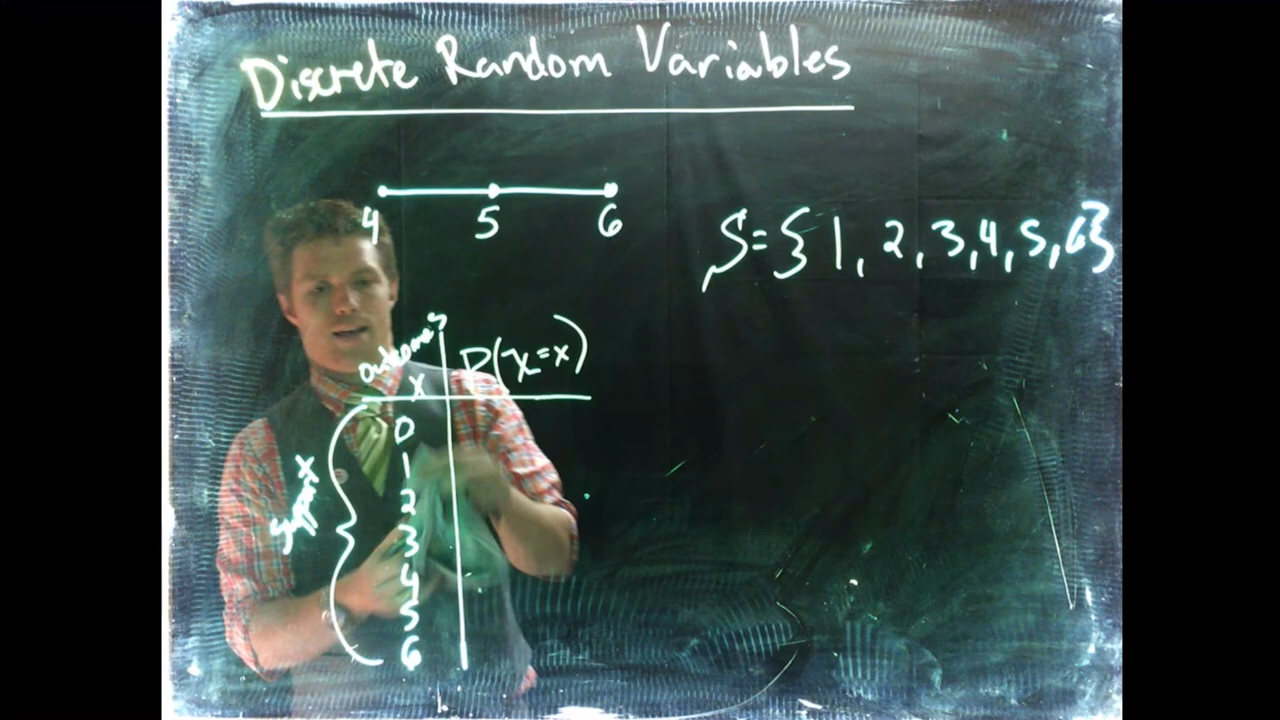 Discrete Random Variables
4 5 6
S={1, 2, 3, 4, 5, 6}
outcomes
x P(X=x)
0
1
2
3
4
5
6